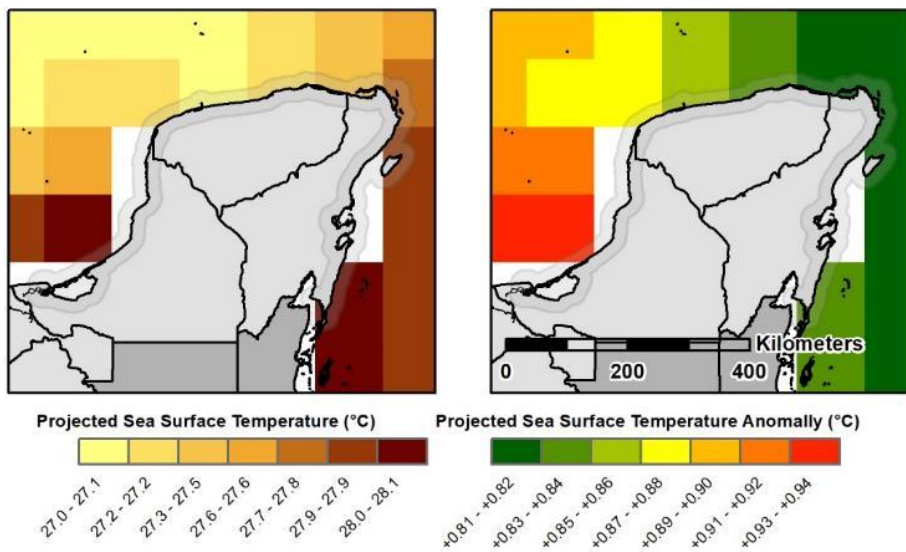 Kilometers
0 200 400
Projected Sea Surface Temperature (°C)
27.0 - 27.1
27.2 - 27.2
27.3 - 27.5
27.6 - 27.6
27.7 - 27.8
27.9 - 27.9
28.0 - 28.1
Projected Sea Surface Temperature Anomally (°C)
+0.81 - +0.82
+0.83 - +0.84
+0.85 - +0.86
+0.87 - +0.88
+0.89 - +0.90
+0.91 - +0.92
+0.93 - +0.94